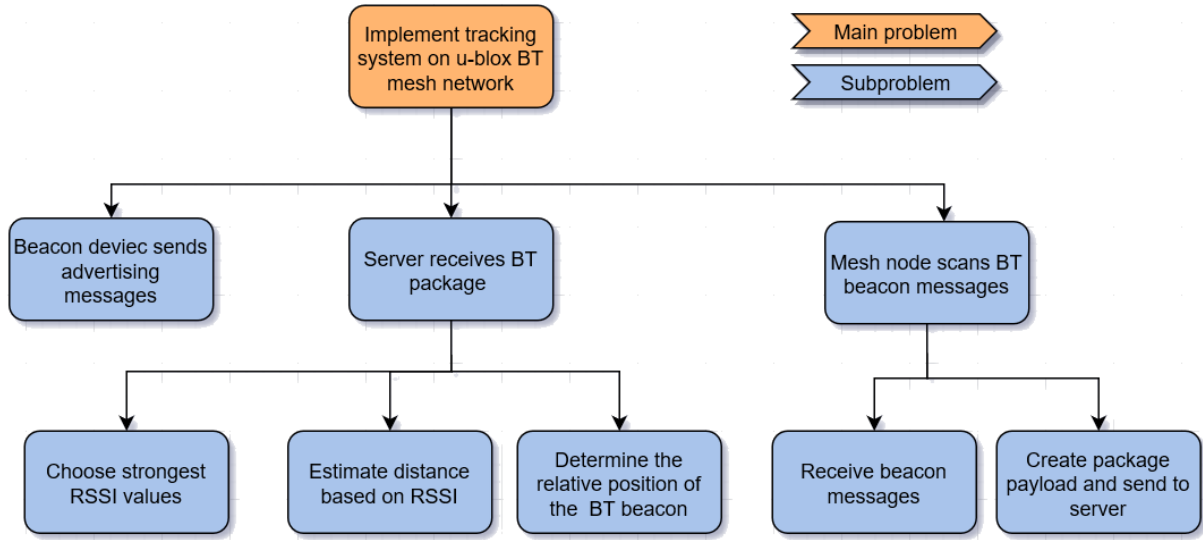 Implement tracking
system on u-blox BT
mesh network
Main problem
Subproblem
Beacon deviec sends
advertising
messages
Server receives BT
package
Mesh node scans BT
beacon messages
Choose strongest
RSSI values
Estimate distance
based on RSSI
Determine the
relative position of
the BT beacon
Receive beacon
messages
Create package
payload and send to
server